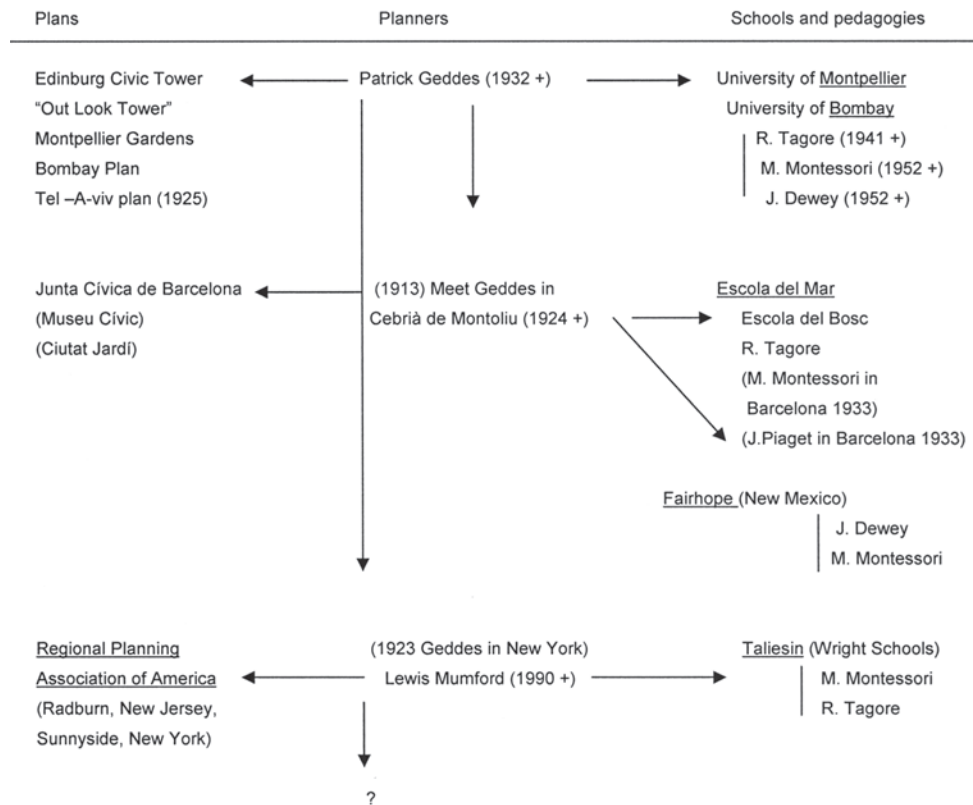 Plans
Planners
Schools and pedagogies
Edinburg Civic Tower
"Out Look Tower"
Montpellier Gardens
Bombay Plan
Tel –A-viv plan (1925)
Patrick Geddes (1932 +)
University of Montpellier
University of Bombay
R. Tagore (1941 +)
M. Montessori (1952 +)
J. Dewey (1952 +)
Junta Cívica de Barcelona
(Museu Cívic)
(Ciutat Jardí)
(1913) Meet Geddes in
Cebrià de Montoliu (1924 +)
Escola del Mar
Escola del Bosc
R. Tagore
(M. Montessori in
Barcelona 1933)
(J.Piaget in Barcelona 1933)
Fairhope (New Mexico)
J. Dewey
M. Montessori
Regional Planning
Association of America
(Radburn, New Jersey,
Sunnyside, New York)
(1923 Geddes in New York)
Lewis Mumford (1990 +)
Taliesin (Wright Schools)
M. Montessori
R. Tagore
?